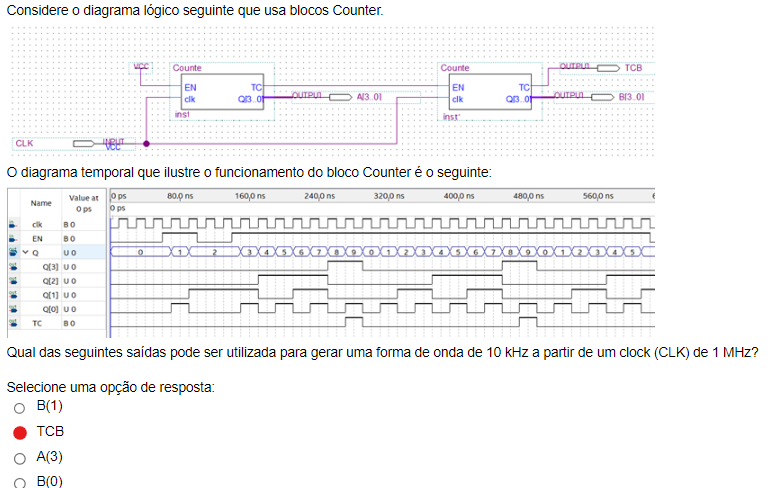 Considere o diagrama lógico seguinte que usa blocos Counter.
VCC Counte Counte OUTPUT TCB
EN TC EN TC
clk Q[3..0] OUTPUT A[3..0] clk Q[3..0] OUTPUT B[3..0]
inst inst
CLK INPUT
VCC
O diagrama temporal que ilustre o funcionamento do bloco Counter é o seguinte:
Name Value at 0 ps 0 ps 80,0 ns 160,0 ns 240,0 ns 320,0 ns 400,0 ns 480,0 ns 560,0 ns
0 ps
clk B 0
EN B 0
Q U 0 0 1 2 3 4 5 6 7 8 9 0 1 2 3 4 5 6 7 8 9 0 1 2 3 4 5
Q[3] U 0
Q[2] U 0
Q[1] U 0
Q[0] U 0
TC B 0
Qual das seguintes saídas pode ser utilizada para gerar uma forma de onda de 10 kHz a partir de um clock (CLK) de 1 MHz?
Selecione uma opção de resposta:
B(1)
TCB
A(3)
B(0)